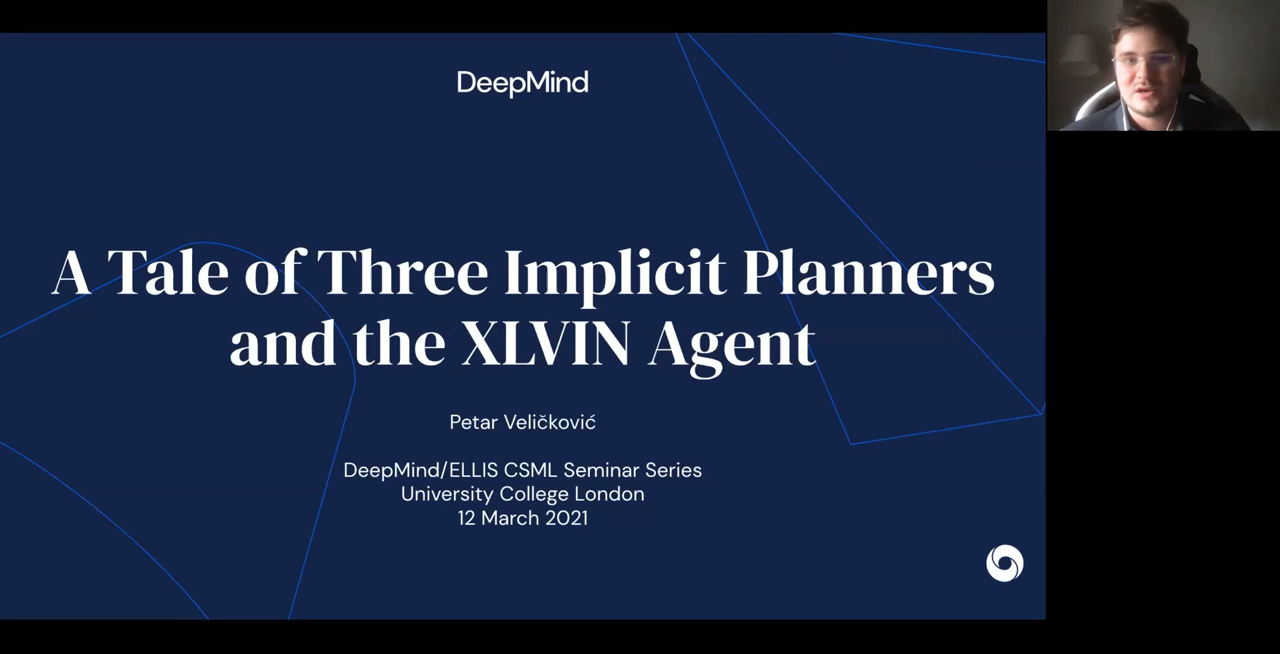 DeepMind
A Tale of Three Implicit Planners
and the XLVIN Agent
Petar Veličković
DeepMind/ELLIS CSML Seminar Series
University College London
12 March 2021